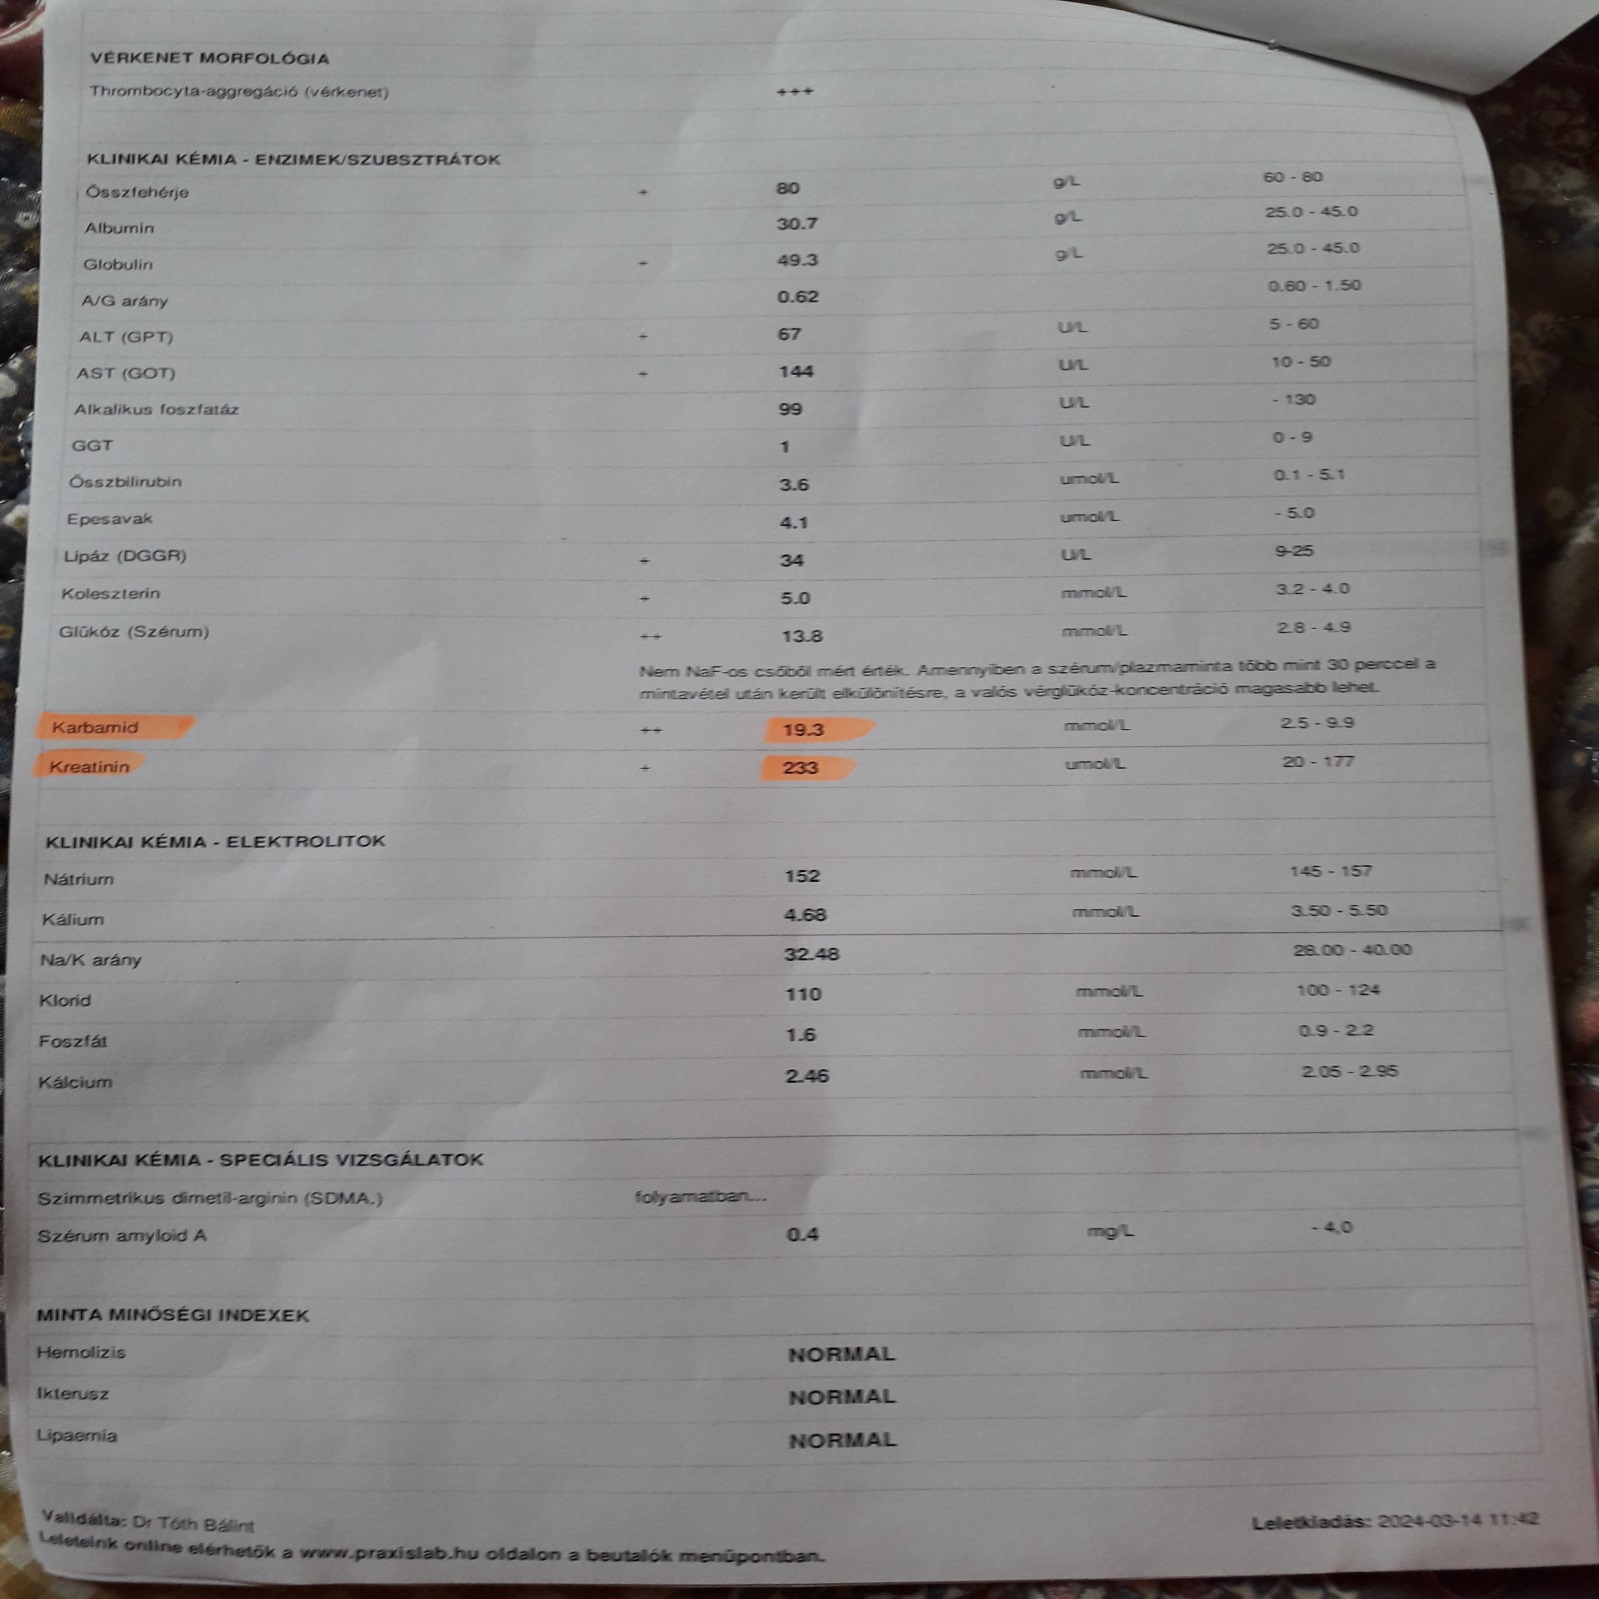 VÉRKENET MORFOLÓGIA
Thrombocyta-aggregáció (vérkenet) +++
KLINIKAI KÉMIA - ENZIMEK/SZUBSZTRÁTOK
Összfehérje + 80 g/L 60 - 80
Albumin 30.7 g/L 25.0 - 45.0
Globulin + 49.3 g/L 25.0 - 45.0
A/G arány 0.62 0.60 - 1.50
ALT (GPT) + 67 U/L 5 - 60
AST (GOT) + 144 U/L 10 - 50
Alkalikus foszfatáz 99 U/L - 130
GGT 1 U/L 0 - 9
Összbilirubin 3.6 umol/L 0.1 - 5.1
Epesavak 4.1 umol/L - 5.0
Lipáz (DGGR) + 34 U/L 9-25
Koleszterin + 5.0 mmol/L 3.2 - 4.0
Glükóz (Szérum) ++ 13.8 mmol/L 2.8 - 4.9
Nem NaF-os csőből mért érték. Amennyiben a szérum/plazmaminta több mint 30 perccel a
mintavétel után került elkülönítésre, a valós vérglükóz-koncentráció magasabb lehet.
Karbamid ++ 19.3 mmol/L 2.5 - 9.9
Kreatinin + 233 umol/L 20 - 177
KLINIKAI KÉMIA - ELEKTROLITOK
Nátrium 152 mmol/L 145 - 157
Kálium 4.68 mmol/L 3.50 - 5.50
Na/K arány 32.48 28.00 - 40.00
Klorid 110 mmol/L 100 - 124
Foszfát 1.6 mmol/L 0.9 - 2.2
Kálcium 2.46 mmol/L 2.05 - 2.95
KLINIKAI KÉMIA - SPECIÁLIS VIZSGÁLATOK
Szimmetrikus dimetil-arginin (SDMA.) folyamatban...
Szérum amyloid A 0.4 mg/L - 4,0
MINTA MINŐSÉGI INDEXEK
Hemolizis NORMAL
Ikterusz NORMAL
Lipaemia NORMAL
Validálta: Dr Tóth Bálint Leletkiadás: 2024-03-14 11:42
Leleteink online elérhetők a www.praxislab.hu oldalon a beutalók menüpontban.